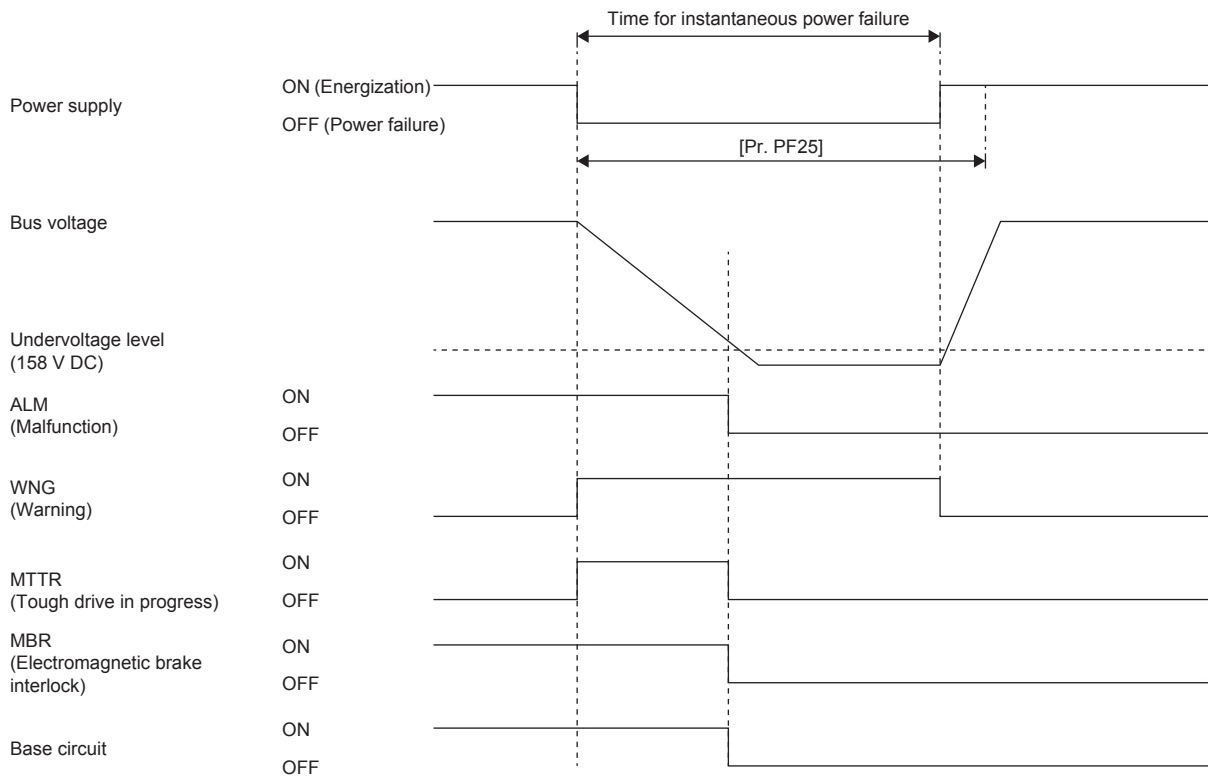 Time for instantaneous power failure
Power supply
ON (Energization)
OFF (Power failure)
[Pr. PF25]
Bus voltage
Undervoltage level
(158 V DC)
ALM
(Malfunction)
ON
OFF
WNG
(Warning)
ON
OFF
MTTR
(Tough drive in progress)
ON
OFF
MBR
(Electromagnetic brake
interlock)
ON
OFF
Base circuit
ON
OFF